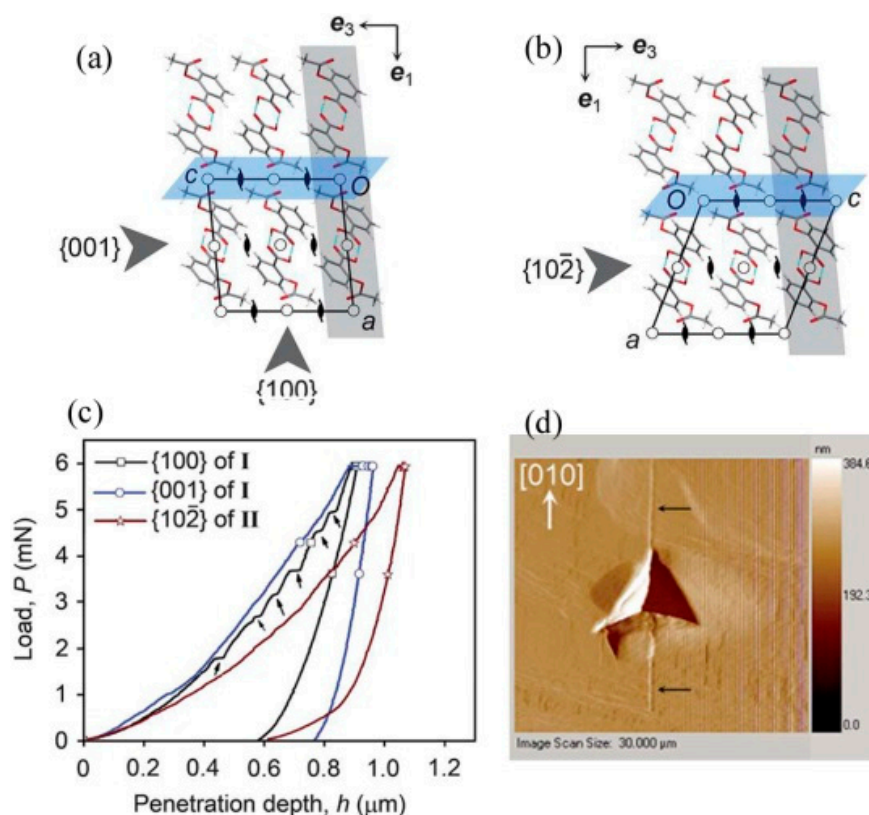 (a)
e3
e1
c
O
{001}
a
{100}
(b)
e3
e1
O
c
{102̄}
a
(c)
Load, P (mN)
6
5
4
3
2
1
0
{100} of I
{001} of I
{102̄} of II
0.0 0.2 0.4 0.6 0.8 1.0 1.2
Penetration depth, h (μm)
(d)
[010]
nm
384.6
192.3
0.0
Image Scan Size: 30.000 μm